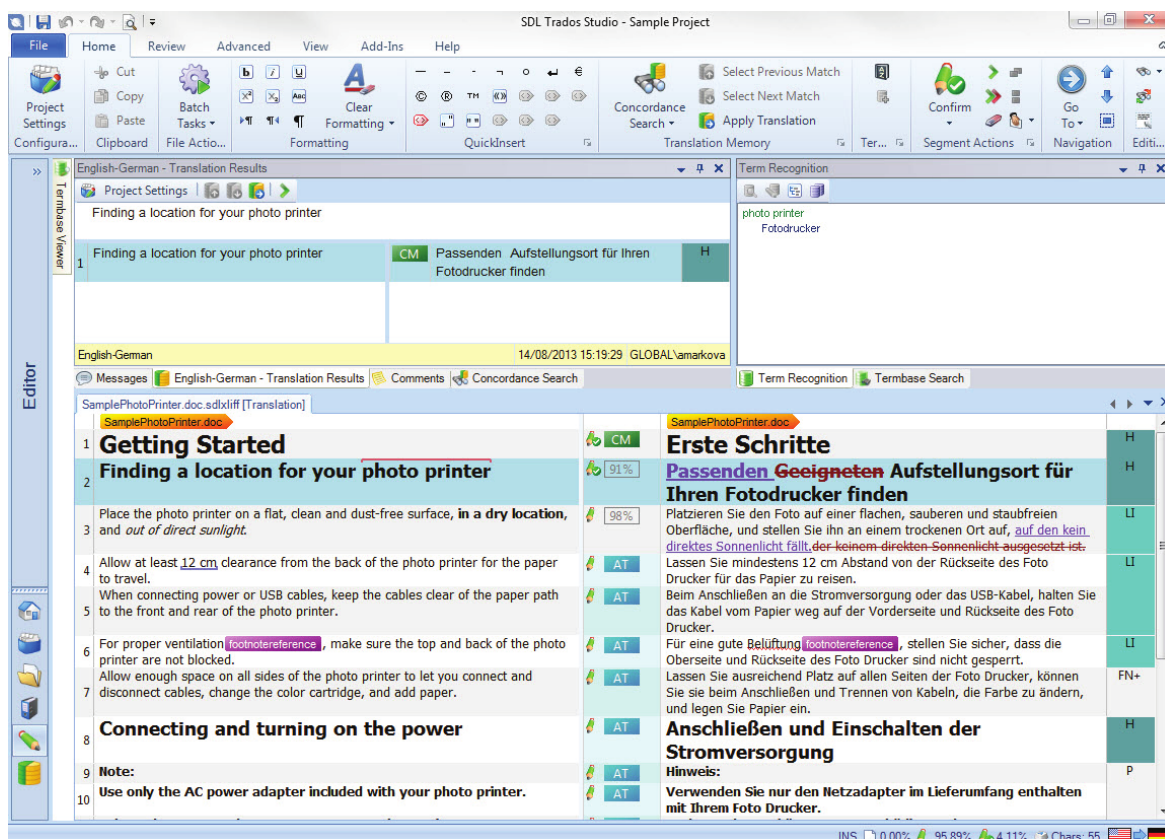 SDL Trados Studio - Sample Project
File Home Review Advanced View Add-Ins Help
Project Settings
Configura...
Cut
Copy
Paste
Clipboard
Batch Tasks
File Actio...
Clear Formatting
Formatting
QuickInsert
Concordance Search
Select Previous Match
Select Next Match
Apply Translation
Translation Memory
Ter...
Confirm
Segment Actions
Go To
Navigation
Editi...
Editor
Termbase Viewer
English-German - Translation Results
Project Settings
Finding a location for your photo printer
1 Finding a location for your photo printer CM Passenden Aufstellungsort für Ihren H
Fotodrucker finden
English-German 14/08/2013 15:19:29 GLOBAL\amarkova
Messages English-German - Translation Results Comments Concordance Search
Term Recognition
photo printer
Fotodrucker
Term Recognition Termbase Search
SamplePhotoPrinter.doc.sdlxliff [Translation]
SamplePhotoPrinter.doc SamplePhotoPrinter.doc
1 Getting Started CM Erste Schritte H
2 Finding a location for your photo printer 91% Passenden Geeigneten Aufstellungsort für H
Ihren Fotodrucker finden
3 Place the photo printer on a flat, clean and dust-free surface, in a dry location,
and out of direct sunlight.
98% Platzieren Sie den Foto auf einer flachen, sauberen und staubfreien LI
Oberfläche, und stellen Sie ihn an einem trockenen Ort auf, auf den kein
direktes Sonnenlicht fällt.der keinem direkten Sonnenlicht ausgesetzt ist.
4 Allow at least 12 cm clearance from the back of the photo printer for the paper
to travel.
AT Lassen Sie mindestens 12 cm Abstand von der Rückseite des Foto LI
Drucker für das Papier zu reisen.
5 When connecting power or USB cables, keep the cables clear of the paper path
to the front and rear of the photo printer.
AT Beim Anschließen an die Stromversorgung oder das USB-Kabel, halten Sie LI
das Kabel vom Papier weg auf der Vorderseite und Rückseite des Foto
Drucker.
6 For proper ventilation footnotereference , make sure the top and back of the photo
printer are not blocked.
AT Für eine gute Belüftung footnotereference , stellen Sie sicher, dass die LI
Oberseite und Rückseite des Foto Drucker sind nicht gesperrt.
7 Allow enough space on all sides of the photo printer to let you connect and
disconnect cables, change the color cartridge, and add paper.
AT Lassen Sie ausreichend Platz auf allen Seiten der Foto Drucker, können FN+
Sie sie beim Anschließen und Trennen von Kabeln, die Farbe zu ändern,
und legen Sie Papier ein.
8 Connecting and turning on the power AT Anschließen und Einschalten der H
Stromversorgung
9 Note: AT Hinweis: P
10 Use only the AC power adapter included with your photo printer. AT Verwenden Sie nur den Netzadapter im Lieferumfang enthalten
mit Ihrem Foto Drucker.
INS 0.00% 95.89% 4.11% Chars: 55